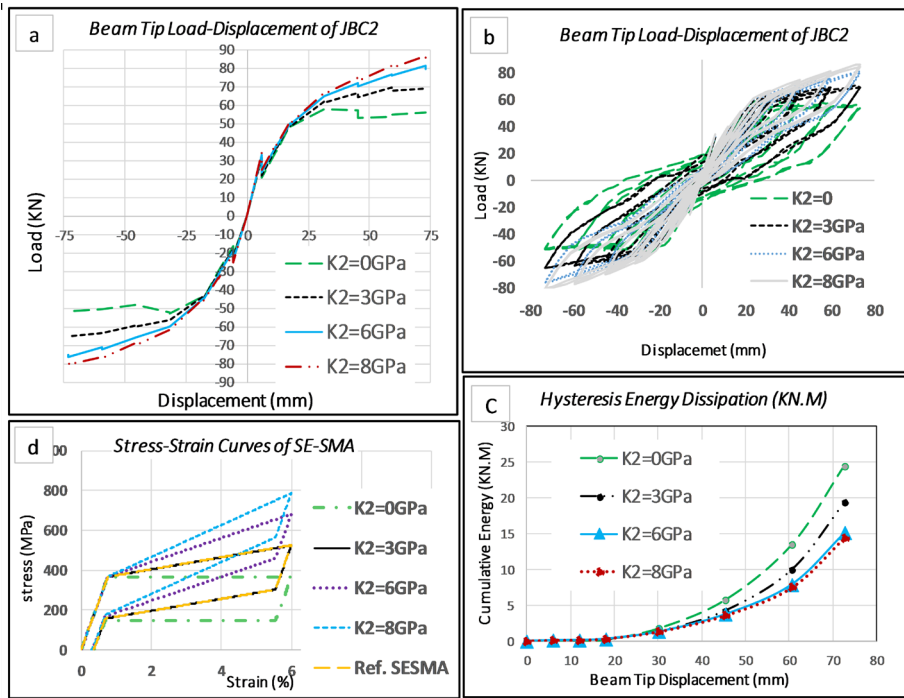 a
Beam Tip Load-Displacement of JBC2
90
80
70
60
50
40
30
20
10
0
-10
-20
-30
-40
-50
-60
-70
-80
-90
-75 -50 -25 0 25 50 75
Load (KN)
Displacement (mm)
K2=0GPa
K2=3GPa
K2=6GPa
K2=8GPa
b
Beam Tip Load-Displacement of JBC2
80
60
40
20
0
-20
-40
-60
-80
-80 -60 -40 -20 0 20 40 60 80
Load (KN)
Displacemet (mm)
K2=0
K2=3GPa
K2=6GPa
K2=8GPa
d
Stress-Strain Curves of SE-SMA
800
600
400
200
0
0 2 4 6
stress (MPa)
Strain (%)
K2=0GPa
K2=3GPa
K2=6GPa
K2=8GPa
Ref. SESMA
C
Hysteresis Energy Dissipation (KN.M)
30
25
20
15
10
5
0
0 10 20 30 40 50 60 70 80
Cumulative Energy (KN.M)
Beam Tip Displacement (mm)
K2=0GPa
K2=3GPa
K2=6GPa
K2=8GPa